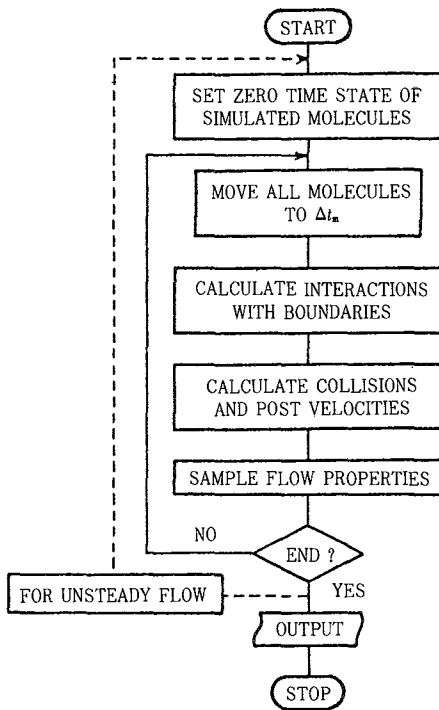 START
SET ZERO TIME STATE OF
SIMULATED MOLECULES
MOVE ALL MOLECULES
TO Δtₘ
CALCULATE INTERACTIONS
WITH BOUNDARIES
CALCULATE COLLISIONS
AND POST VELOCITIES
SAMPLE FLOW PROPERTIES
NO
END ?
YES
FOR UNSTEADY FLOW
OUTPUT
STOP